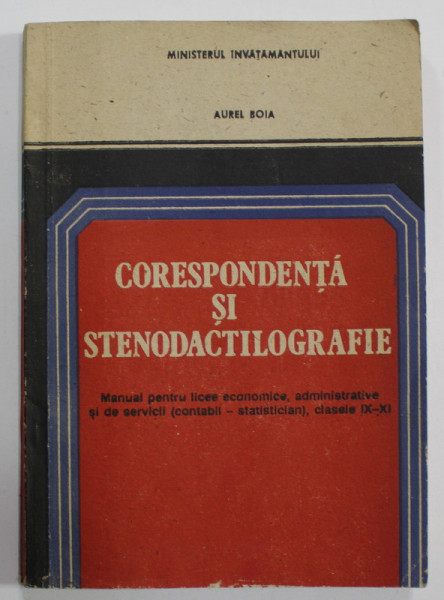 MINISTERUL INVĂȚĂMÂNTULUI
AUREL BOIA
CORESPONDENȚĂ
ȘI
STENODACTILOGRAFIE
Manual pentru licee economice, administrative
și de servicii (contabil – statistician), clasele IX–XI